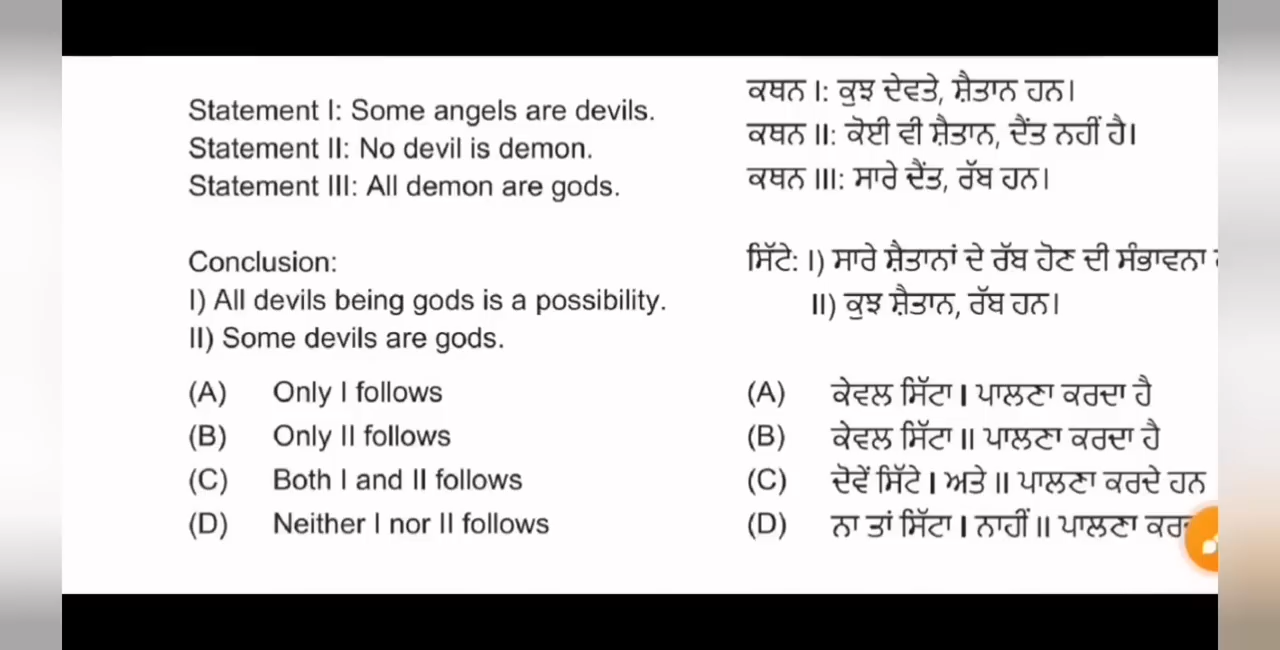 Statement I: Some angels are devils.
Statement II: No devil is demon.
Statement III: All demon are gods.
Conclusion:
I) All devils being gods is a possibility.
II) Some devils are gods.
(A) Only I follows
(B) Only II follows
(C) Both I and II follows
(D) Neither I nor II follows
ਕਥਨ I: ਕੁਝ ਦੇਵਤੇ, ਸ਼ੈਤਾਨ ਹਨ।
ਕਥਨ II: ਕੋਈ ਵੀ ਸ਼ੈਤਾਨ, ਦੈਂਤ ਨਹੀਂ ਹੈ।
ਕਥਨ III: ਸਾਰੇ ਦੈਂਤ, ਰੱਬ ਹਨ।
ਸਿੱਟੇ: I) ਸਾਰੇ ਸ਼ੈਤਾਨਾਂ ਦੇ ਰੱਬ ਹੋਣ ਦੀ ਸੰਭਾਵਨਾ
II) ਕੁਝ ਸ਼ੈਤਾਨ, ਰੱਬ ਹਨ।
(A) ਕੇਵਲ ਸਿੱਟਾ I ਪਾਲਣਾ ਕਰਦਾ ਹੈ
(B) ਕੇਵਲ ਸਿੱਟਾ II ਪਾਲਣਾ ਕਰਦਾ ਹੈ
(C) ਦੋਵੇਂ ਸਿੱਟੇ I ਅਤੇ II ਪਾਲਣਾ ਕਰਦੇ ਹਨ
(D) ਨਾ ਤਾਂ ਸਿੱਟਾ I ਨਾਹੀਂ II ਪਾਲਣਾ